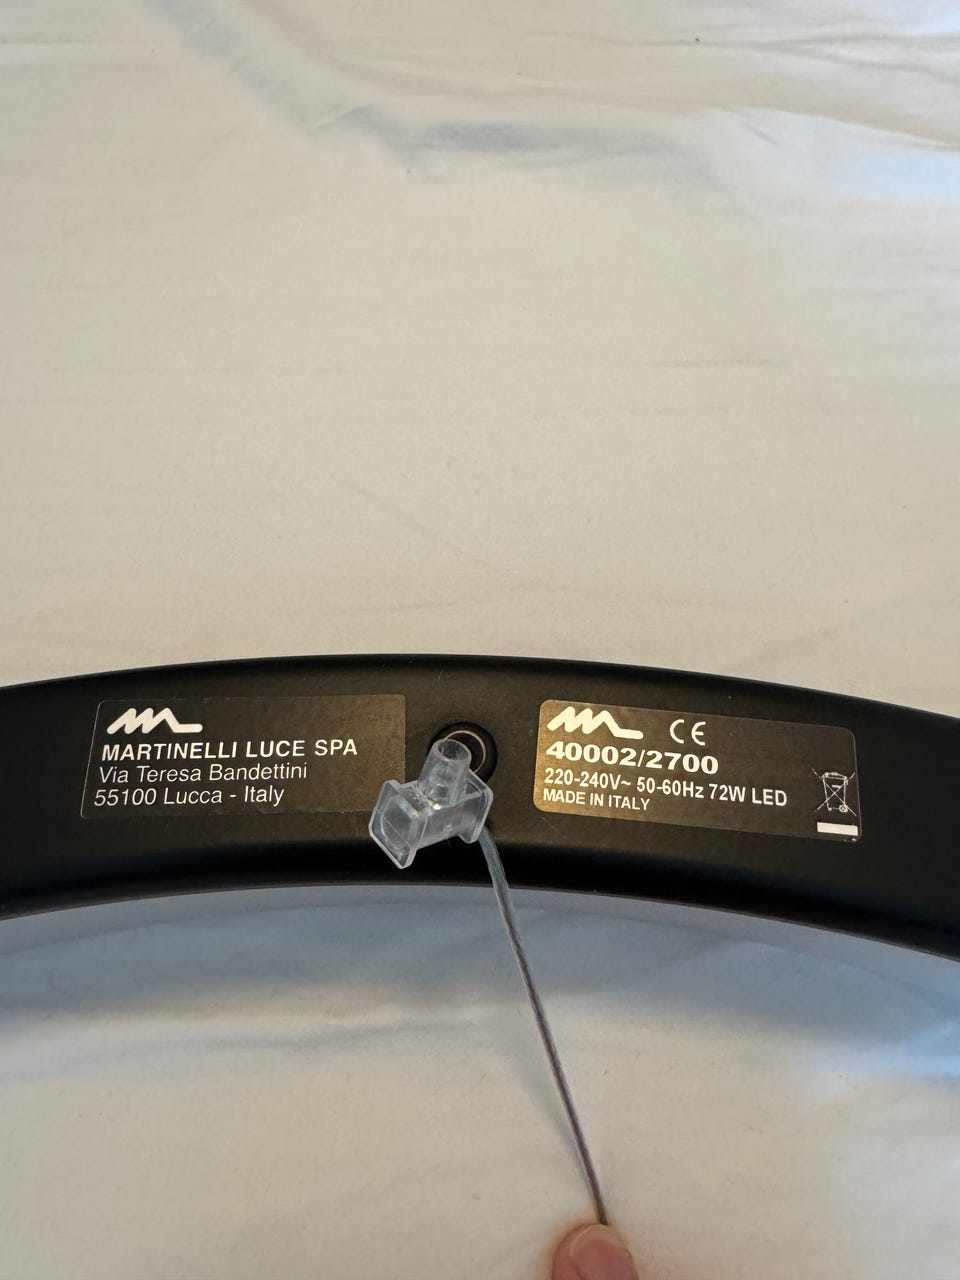 MARTINELLI LUCE SPA
Via Teresa Bandettini
55100 Lucca - Italy
CE
40002/2700
220-240V~ 50-60Hz 72W LED
MADE IN ITALY